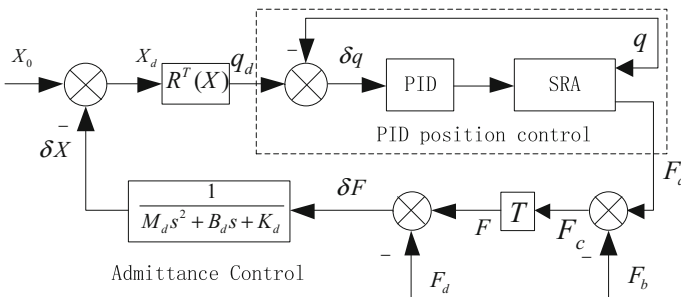 X₀
X_d
R^T(X)
q_d
−
δq
PID
SRA
q
PID position control
−
δX
1
M_d s² + B_d s + K_d
δF
F
T
F_c
−
F_d
−
F_b
Admittance Control